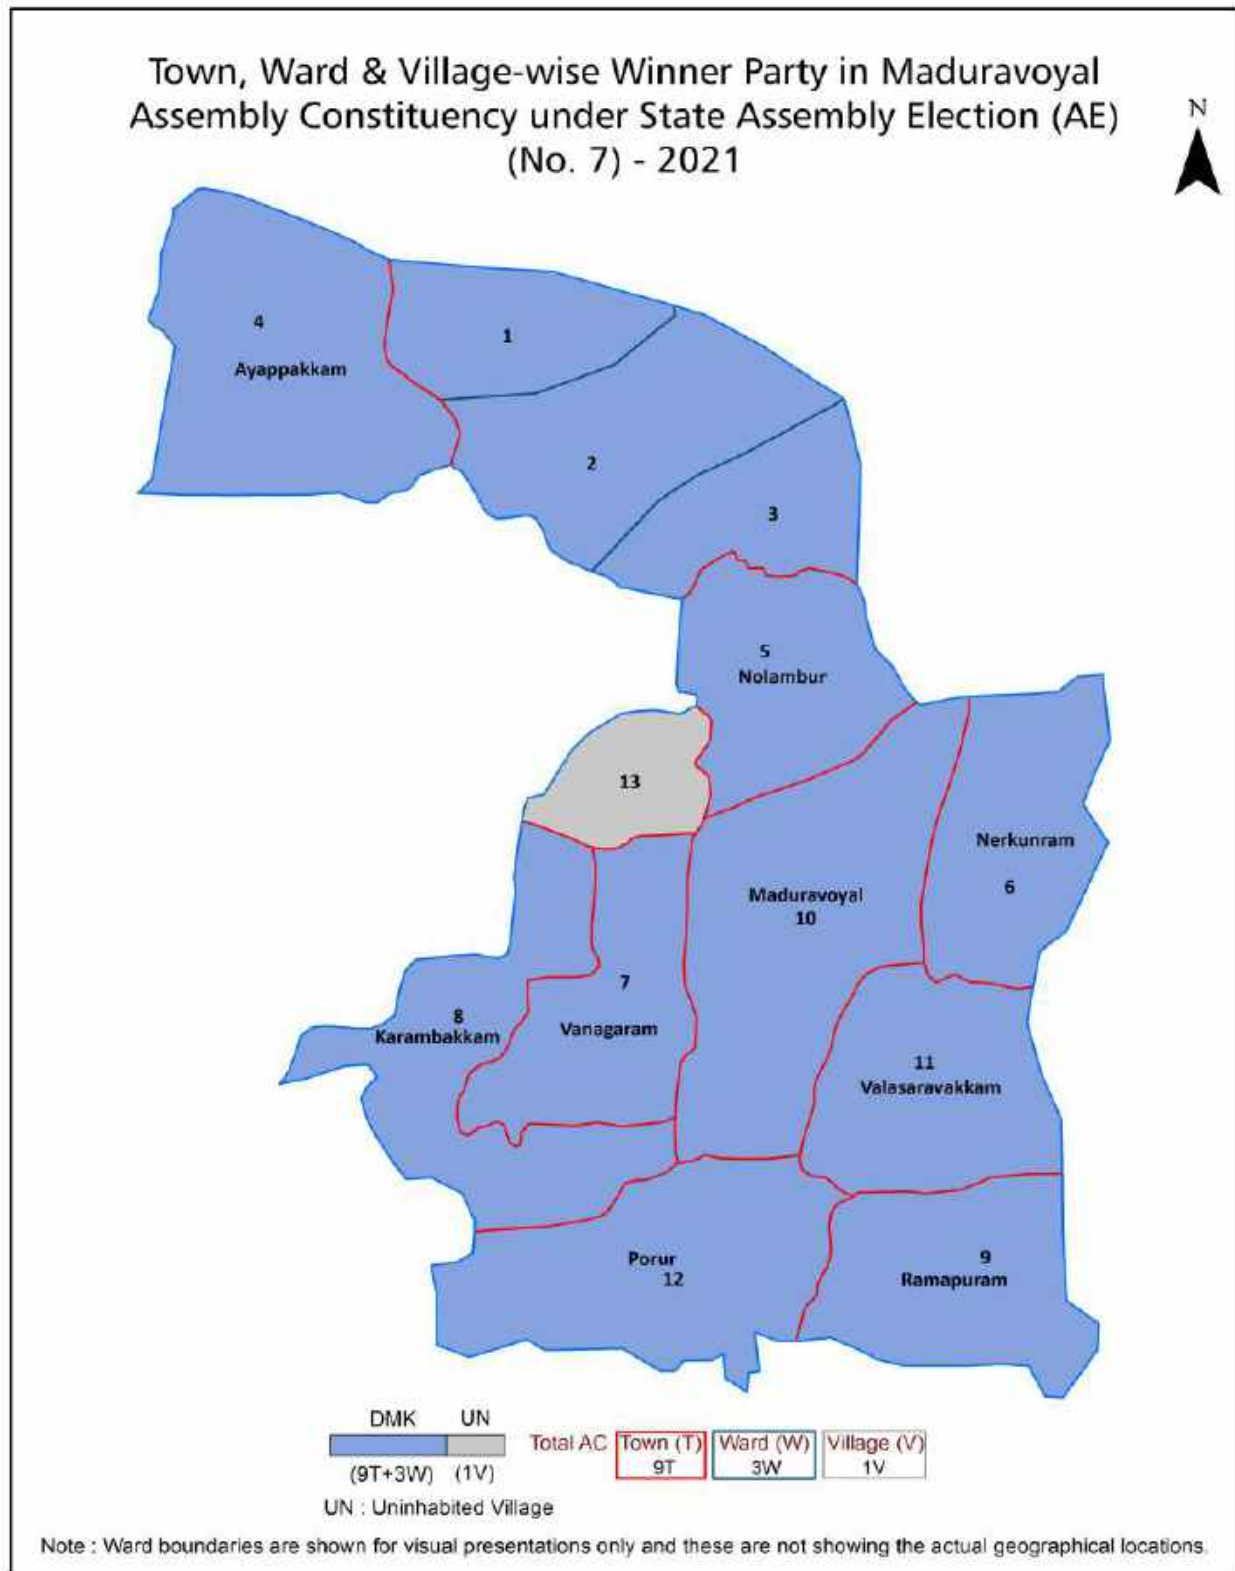 Town, Ward & Village-wise Winner Party in Maduravoyal
Assembly Constituency under State Assembly Election (AE)
(No. 7) - 2021
N
4
Ayappakkam
1
2
3
5
Nolambur
13
Nerkunram
6
Maduravoyal
10
7
Vanagaram
8
Karambakkam
11
Valasaravakkam
Porur
12
9
Ramapuram
DMK UN
(9T+3W) (1V)
Total AC
Town (T)
9T
Ward (W)
3W
Village (V)
1V
UN : Uninhabited Village
Note : Ward boundaries are shown for visual presentations only and these are not showing the actual geographical locations.